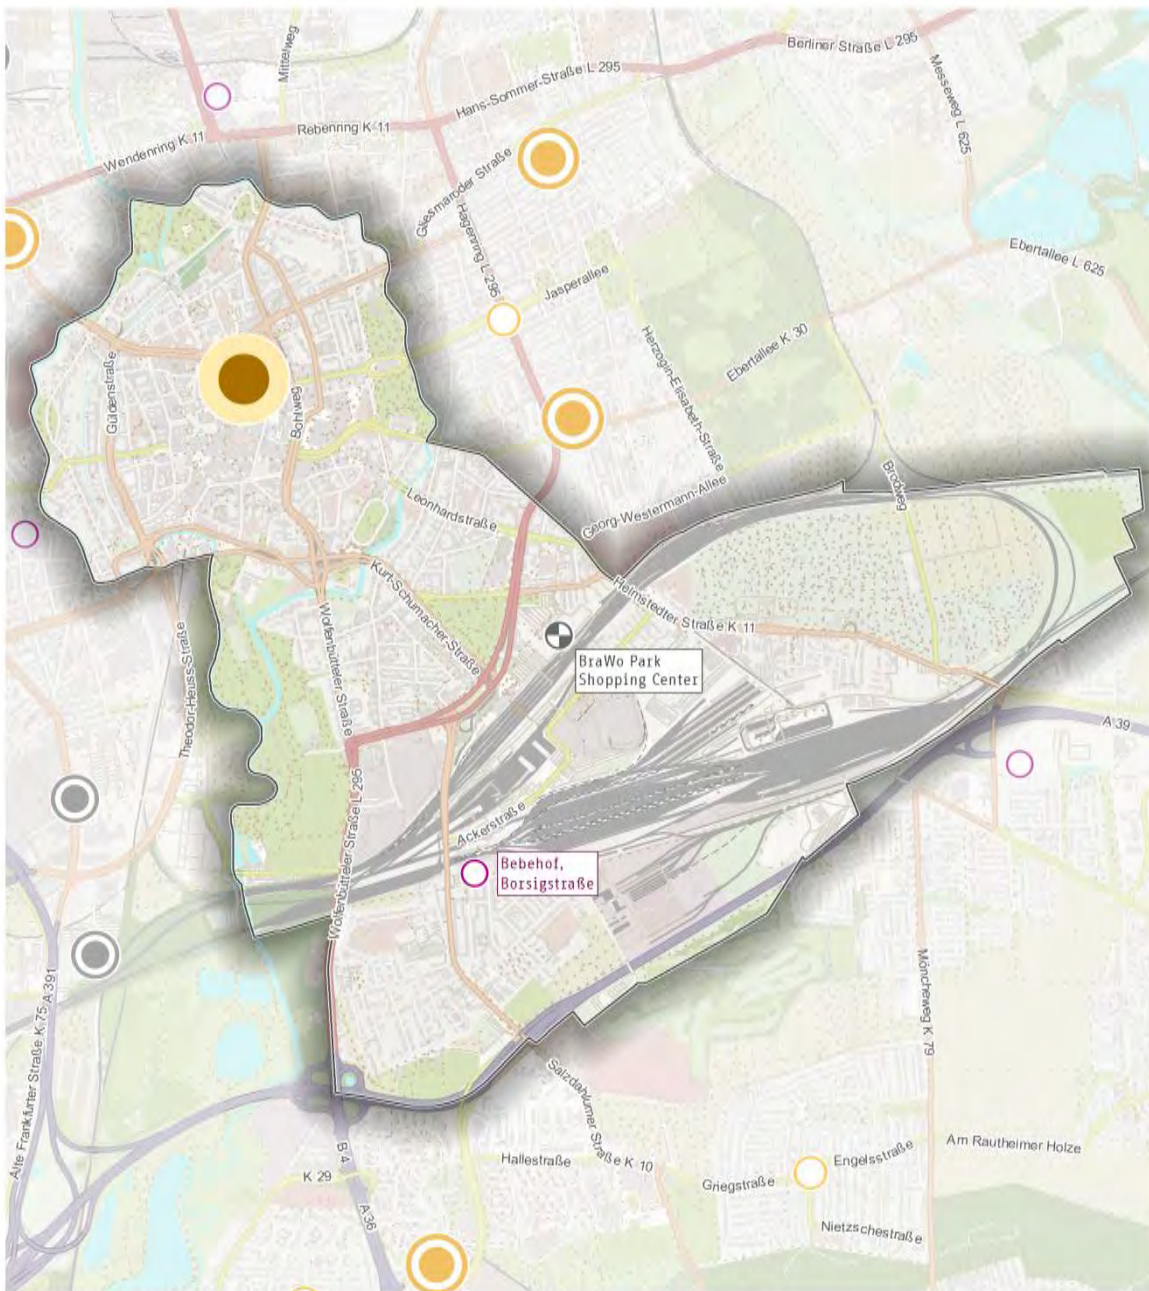 Berliner Straße L 295
Mittelweg
Messeweg L 625
Hans-Sommer-Straße L 295
Rebenring K 11
Wendenring K 11
Gliesmaroder Straße
Hagenring L 295
Ebertallee L 625
Jasperallee
Herzogin-Elisabeth-Straße
Ebertallee K 30
Güldenstraße
Bohlweg
Brodweg
Leonhardstraße
Georg-Westermann-Allee
Kurt-Schumacher-Straße
Helmstedter Straße K 11
Wolfenbütteler Straße
Theodor-Heuss-Straße
BraWo Park
Shopping Center
A 39
Wolfenbütteler Straße L 295
Ackerstraße
Bebehof,
Borsigstraße
Alte Frankfurter Straße K 75 A 391
Möncheweg K 79
Salzdahlumer Straße K 10
B 4
Hallestraße
K 29
A 36
Engelsstraße
Am Rautheimer Holze
Griegstraße
Nietzschestraße